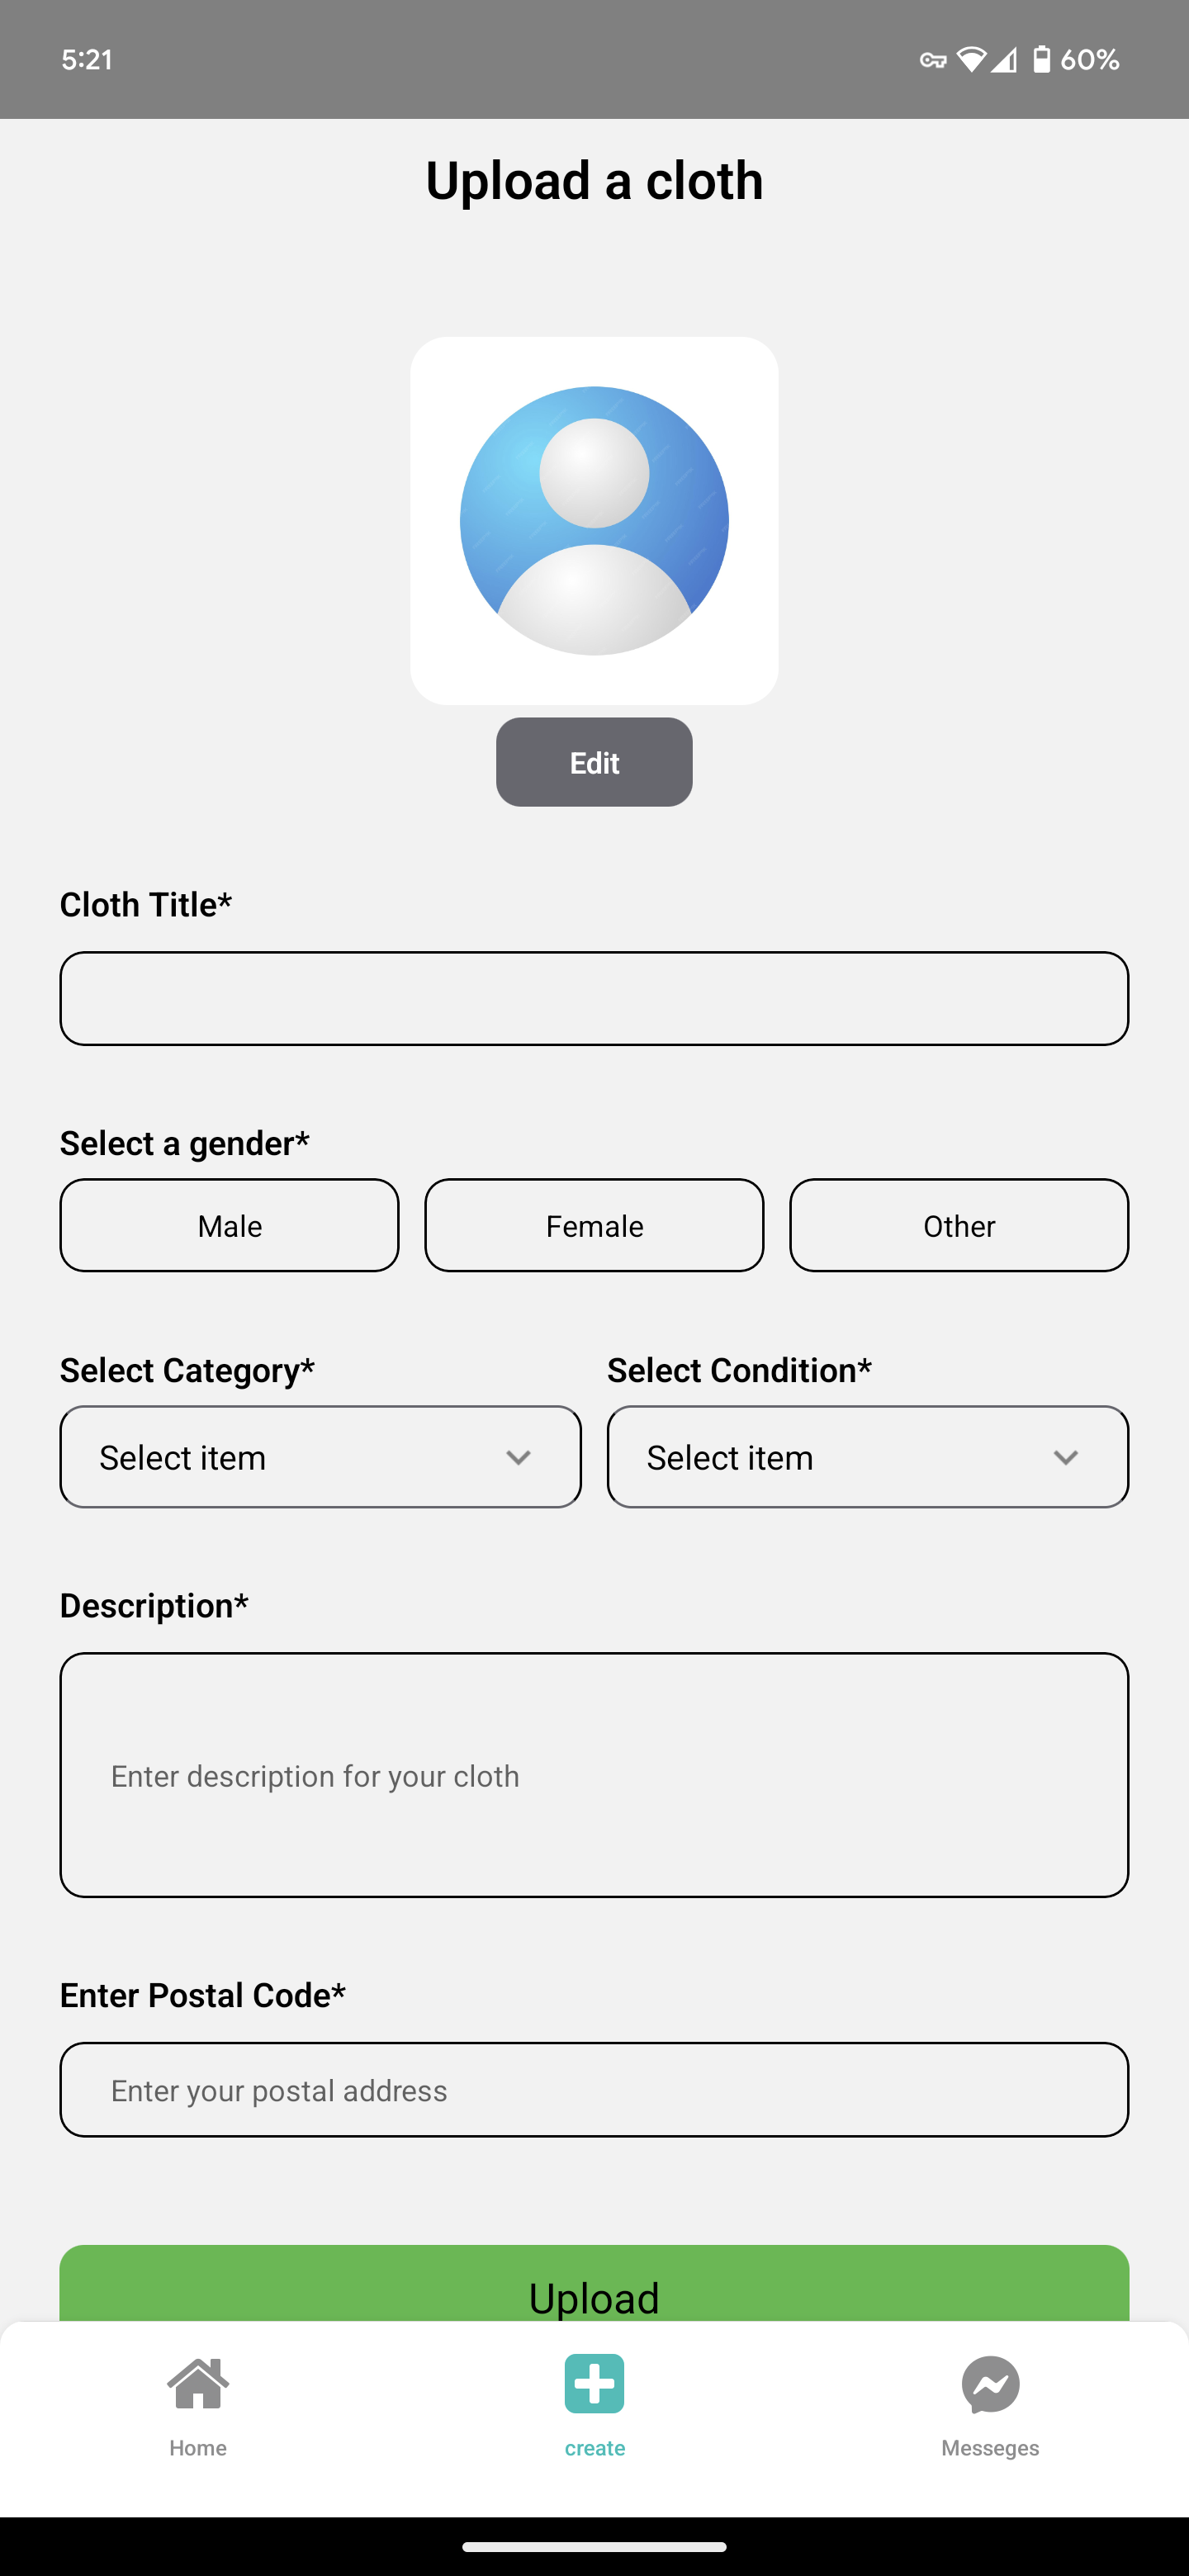 5:21 60%
Upload a cloth
Edit
Cloth Title*
Select a gender*
Male Female Other
Select Category* Select Condition*
Select item Select item
Description*
Enter description for your cloth
Enter Postal Code*
Enter your postal address
Upload
Home create Messeges